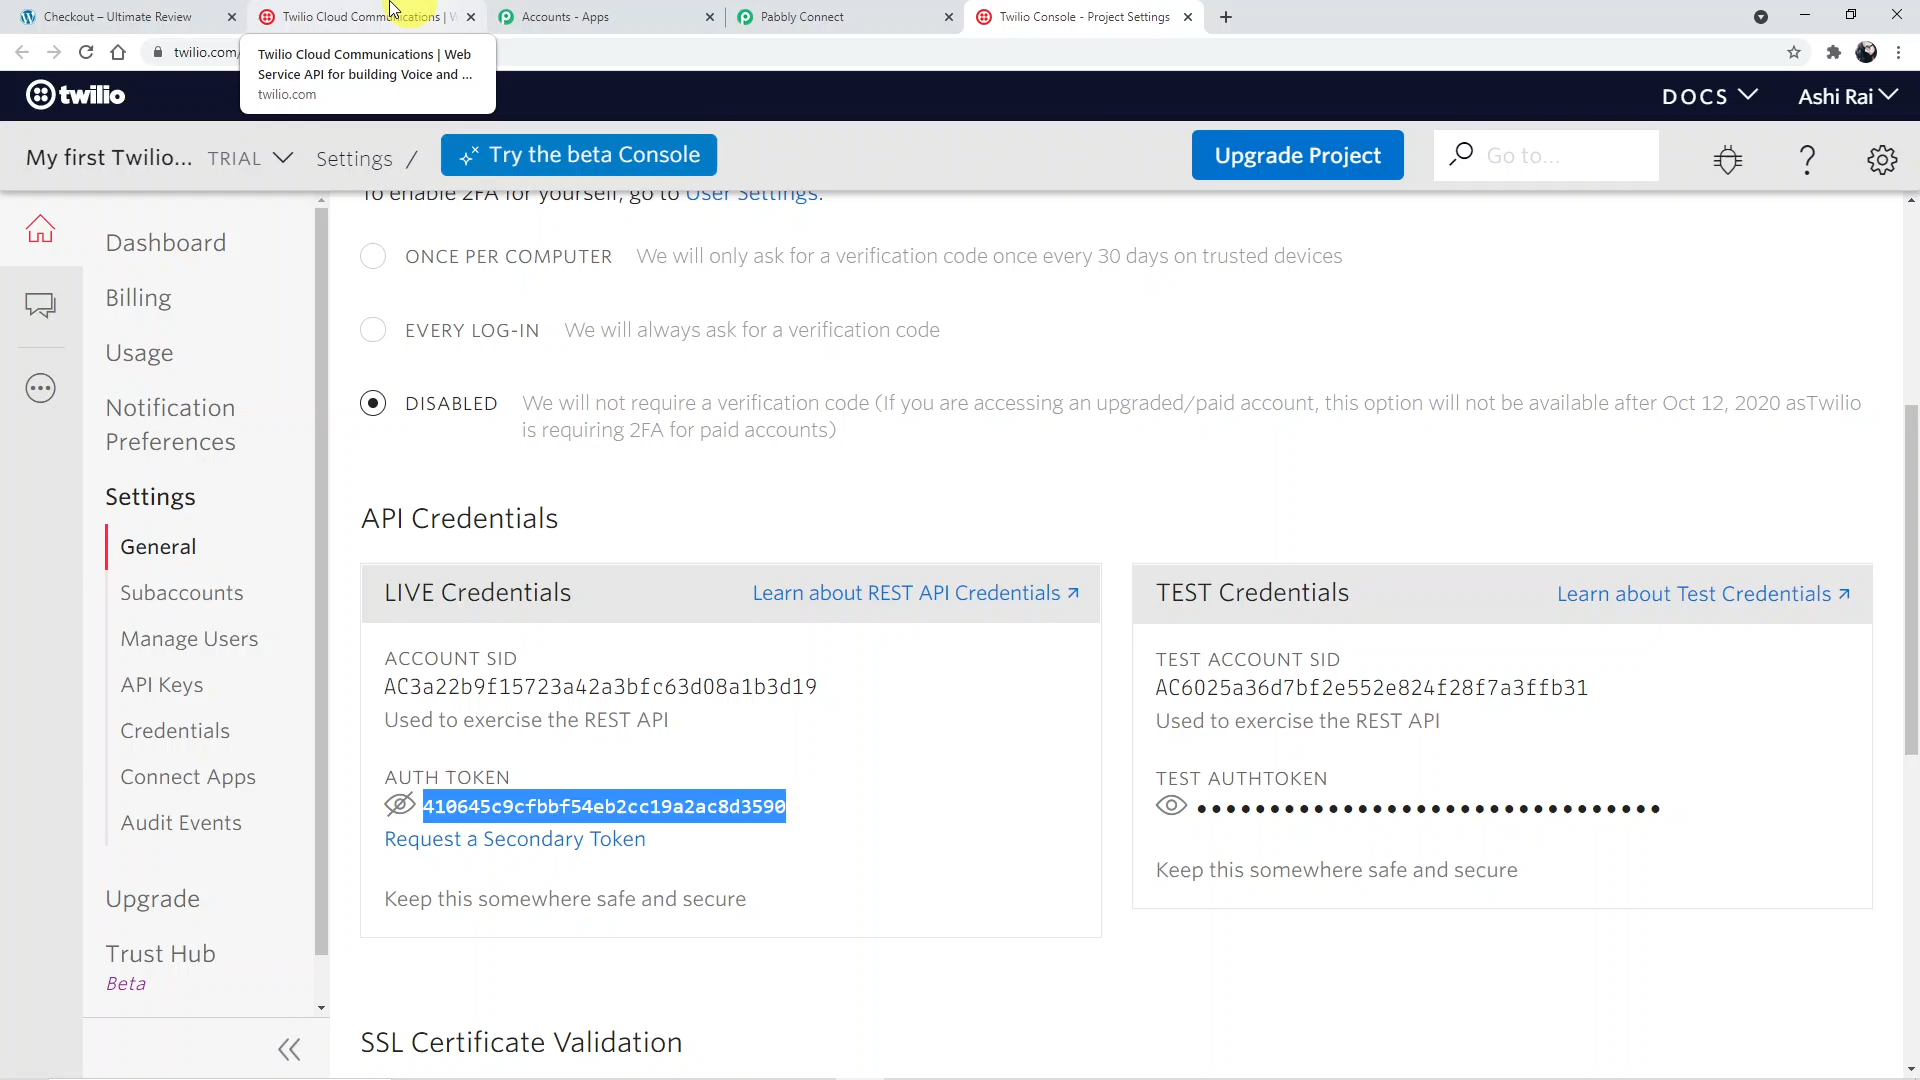 Checkout – Ultimate Review
Twilio Cloud Communications | W
Accounts - Apps
Pabbly Connect
Twilio Console - Project Settings
twilio.com/
Twilio Cloud Communications | Web
Service API for building Voice and ...
twilio.com
twilio
DOCS
Ashi Rai
My first Twilio...
TRIAL
Settings /
Try the beta Console
Upgrade Project
Go to...
To enable 2FA for yourself, go to User Settings.
Dashboard
Billing
Usage
Notification
Preferences
Settings
General
Subaccounts
Manage Users
API Keys
Credentials
Connect Apps
Audit Events
Upgrade
Trust Hub
Beta
ONCE PER COMPUTER We will only ask for a verification code once every 30 days on trusted devices
EVERY LOG-IN We will always ask for a verification code
DISABLED We will not require a verification code (If you are accessing an upgraded/paid account, this option will not be available after Oct 12, 2020 asTwilio
is requiring 2FA for paid accounts)
API Credentials
LIVE Credentials
Learn about REST API Credentials
ACCOUNT SID
AC3a22b9f15723a42a3bfc63d08a1b3d19
Used to exercise the REST API
AUTH TOKEN
410645c9cfbbf54eb2cc19a2ac8d3590
Request a Secondary Token
Keep this somewhere safe and secure
TEST Credentials
Learn about Test Credentials
TEST ACCOUNT SID
AC6025a36d7bf2e552e824f28f7a3ffb31
Used to exercise the REST API
TEST AUTHTOKEN
Keep this somewhere safe and secure
SSL Certificate Validation